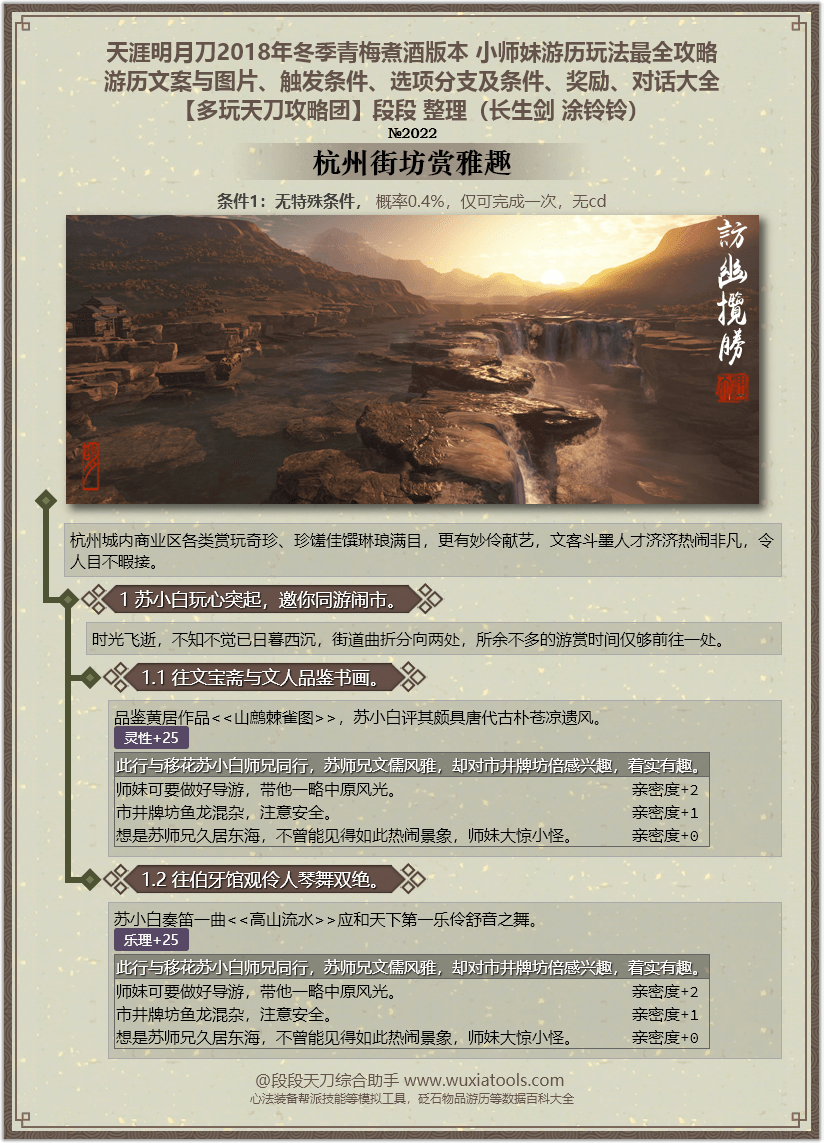 天涯明月刀2018年冬季青梅煮酒版本 小师妹游历玩法最全攻略
游历文案与图片、触发条件、选项分支及条件、奖励、对话大全
【多玩天刀攻略团】段段 整理（长生剑 涂铃铃）
№2022
杭州街坊赏雅趣
条件1：无特殊条件， 概率0.4%，仅可完成一次，无cd
訪幽攬勝
杭州城内商业区各类赏玩奇珍、珍馐佳馔琳琅满目，更有妙伶献艺，文客斗墨人才济济热闹非凡，令
人目不暇接。
1 苏小白玩心突起，邀你同游闹市。
时光飞逝，不知不觉已日暮西沉，街道曲折分向两处，所余不多的游赏时间仅够前往一处。
1.1 往文宝斋与文人品鉴书画。
品鉴黄居作品<<山鹧棘雀图>>，苏小白评其颇具唐代古朴苍凉遗风。
灵性+25
此行与移花苏小白师兄同行，苏师兄文儒风雅，却对市井牌坊倍感兴趣，着实有趣。
师妹可要做好导游，带他一略中原风光。 亲密度+2
市井牌坊鱼龙混杂，注意安全。 亲密度+1
想是苏师兄久居东海，不曾能见得如此热闹景象，师妹大惊小怪。 亲密度+0
1.2 往伯牙馆观伶人琴舞双绝。
苏小白奏笛一曲<<高山流水>>应和天下第一乐伶舒音之舞。
乐理+25
此行与移花苏小白师兄同行，苏师兄文儒风雅，却对市井牌坊倍感兴趣，着实有趣。
师妹可要做好导游，带他一略中原风光。 亲密度+2
市井牌坊鱼龙混杂，注意安全。 亲密度+1
想是苏师兄久居东海，不曾能见得如此热闹景象，师妹大惊小怪。 亲密度+0
@段段天刀综合助手 www.wuxiatools.com
心法装备帮派技能等模拟工具，砭石物品游历等数据百科大全